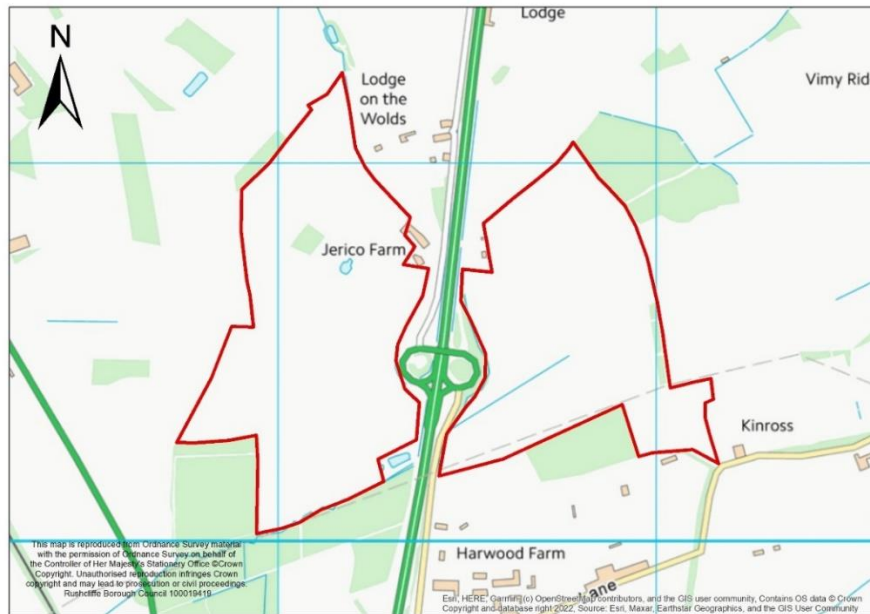 N
Lodge
Lodge
on the
Wolds
Vimy Rid
Jerico Farm
Kinross
Harwood Farm
Lane
This map is reproduced from Ordnance Survey material
with the permission of Ordnance Survey on behalf of
the Controller of Her Majesty's Stationery Office ©Crown
Copyright. Unauthorised reproduction infringes Crown
copyright and may lead to prosecution or civil proceedings.
Rushcliffe Borough Council 100019419
Esri, HERE, Garmin, (c) OpenStreetMap contributors, and the GIS user community, Contains OS data © Crown
Copyright and database right 2022, Source: Esri, Maxar, Earthstar Geographics, and the GIS User Community